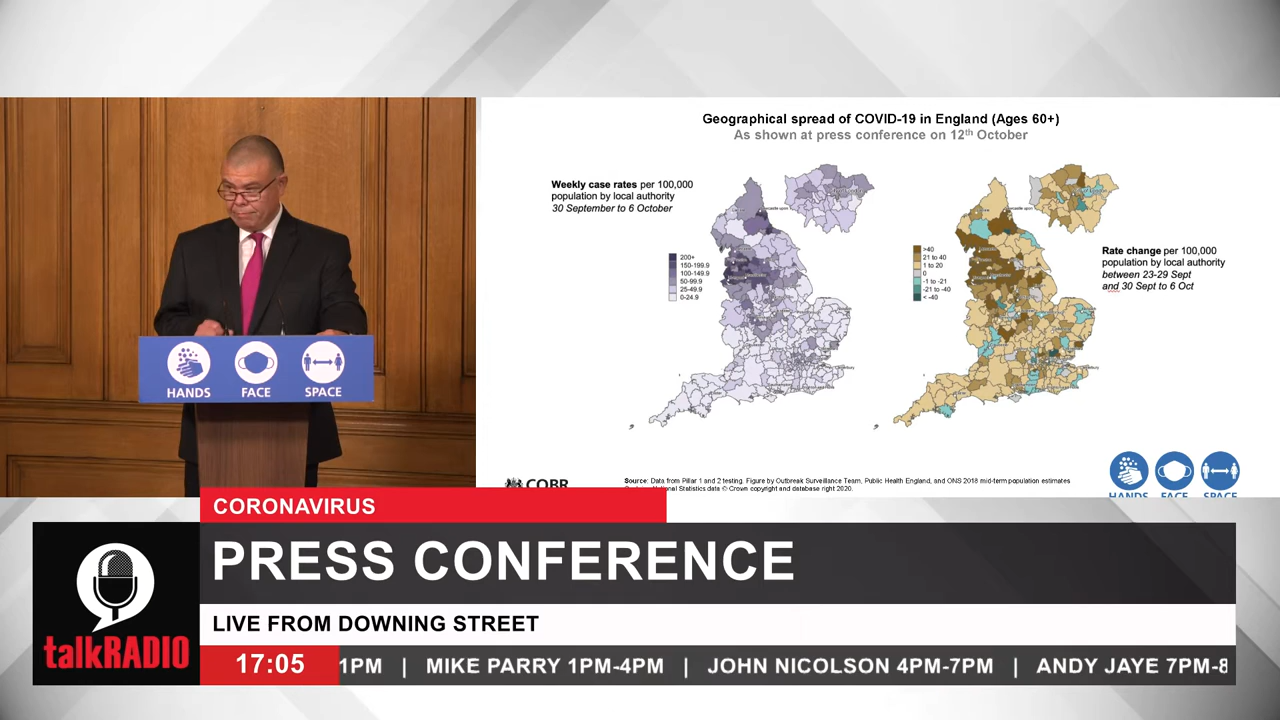 Geographical spread of COVID-19 in England (Ages 60+)
As shown at press conference on 12th October
Weekly case rates per 100,000
population by local authority
30 September to 6 October
200+
150-199.9
100-149.9
50-99.9
25-49.9
0-24.9
>40
21 to 40
1 to 20
0
-1 to -21
-21 to -40
< -40
Rate change per 100,000
population by local authority
between 23-29 Sept
and 30 Sept to 6 Oct
HANDS
FACE
SPACE
COBR
Source: Data from Pillar 1 and 2 testing. Figure by Outbreak Surveillance Team, Public Health England, and ONS 2018 mid-term population estimates
Statistics data © Crown copyright and database right 2020.
HANDS
FACE
SPACE
CORONAVIRUS
PRESS CONFERENCE
LIVE FROM DOWNING STREET
talkRADIO
17:05
1PM | MIKE PARRY 1PM-4PM | JOHN NICOLSON 4PM-7PM | ANDY JAYE 7PM-8